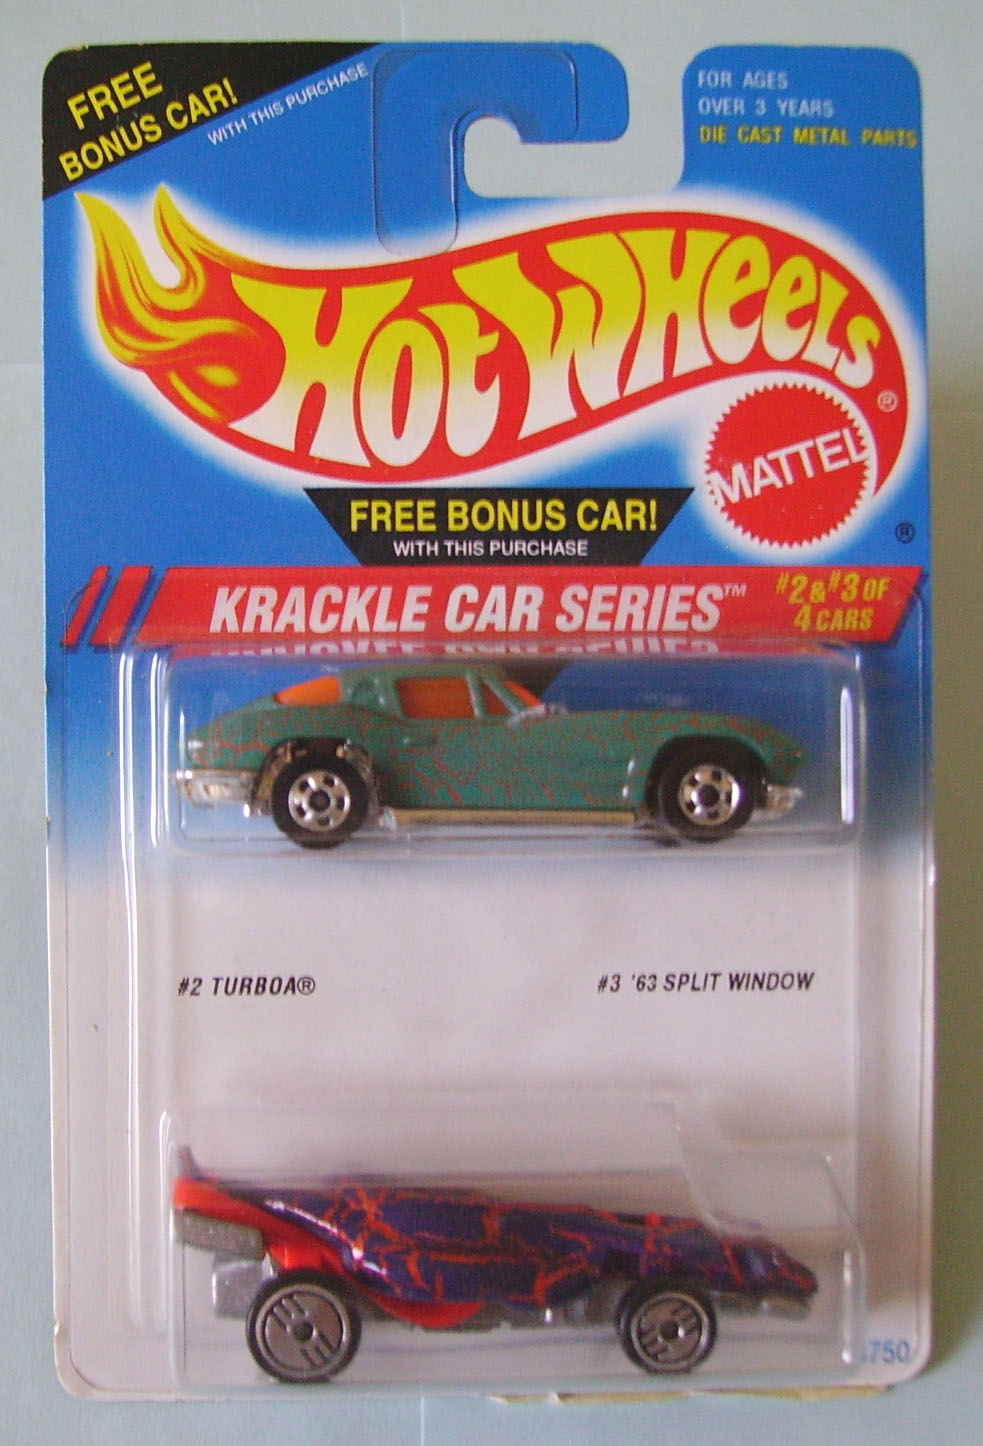 FREE
BONUS CAR!
WITH THIS PURCHASE
FOR AGES
OVER 3 YEARS
DIE CAST METAL PARTS
HOT WHEELS®
MATTEL
®
FREE BONUS CAR!
WITH THIS PURCHASE
KRACKLE CAR SERIES™
#2 & #3 OF
4 CARS
#2 TURBOA®
#3 '63 SPLIT WINDOW